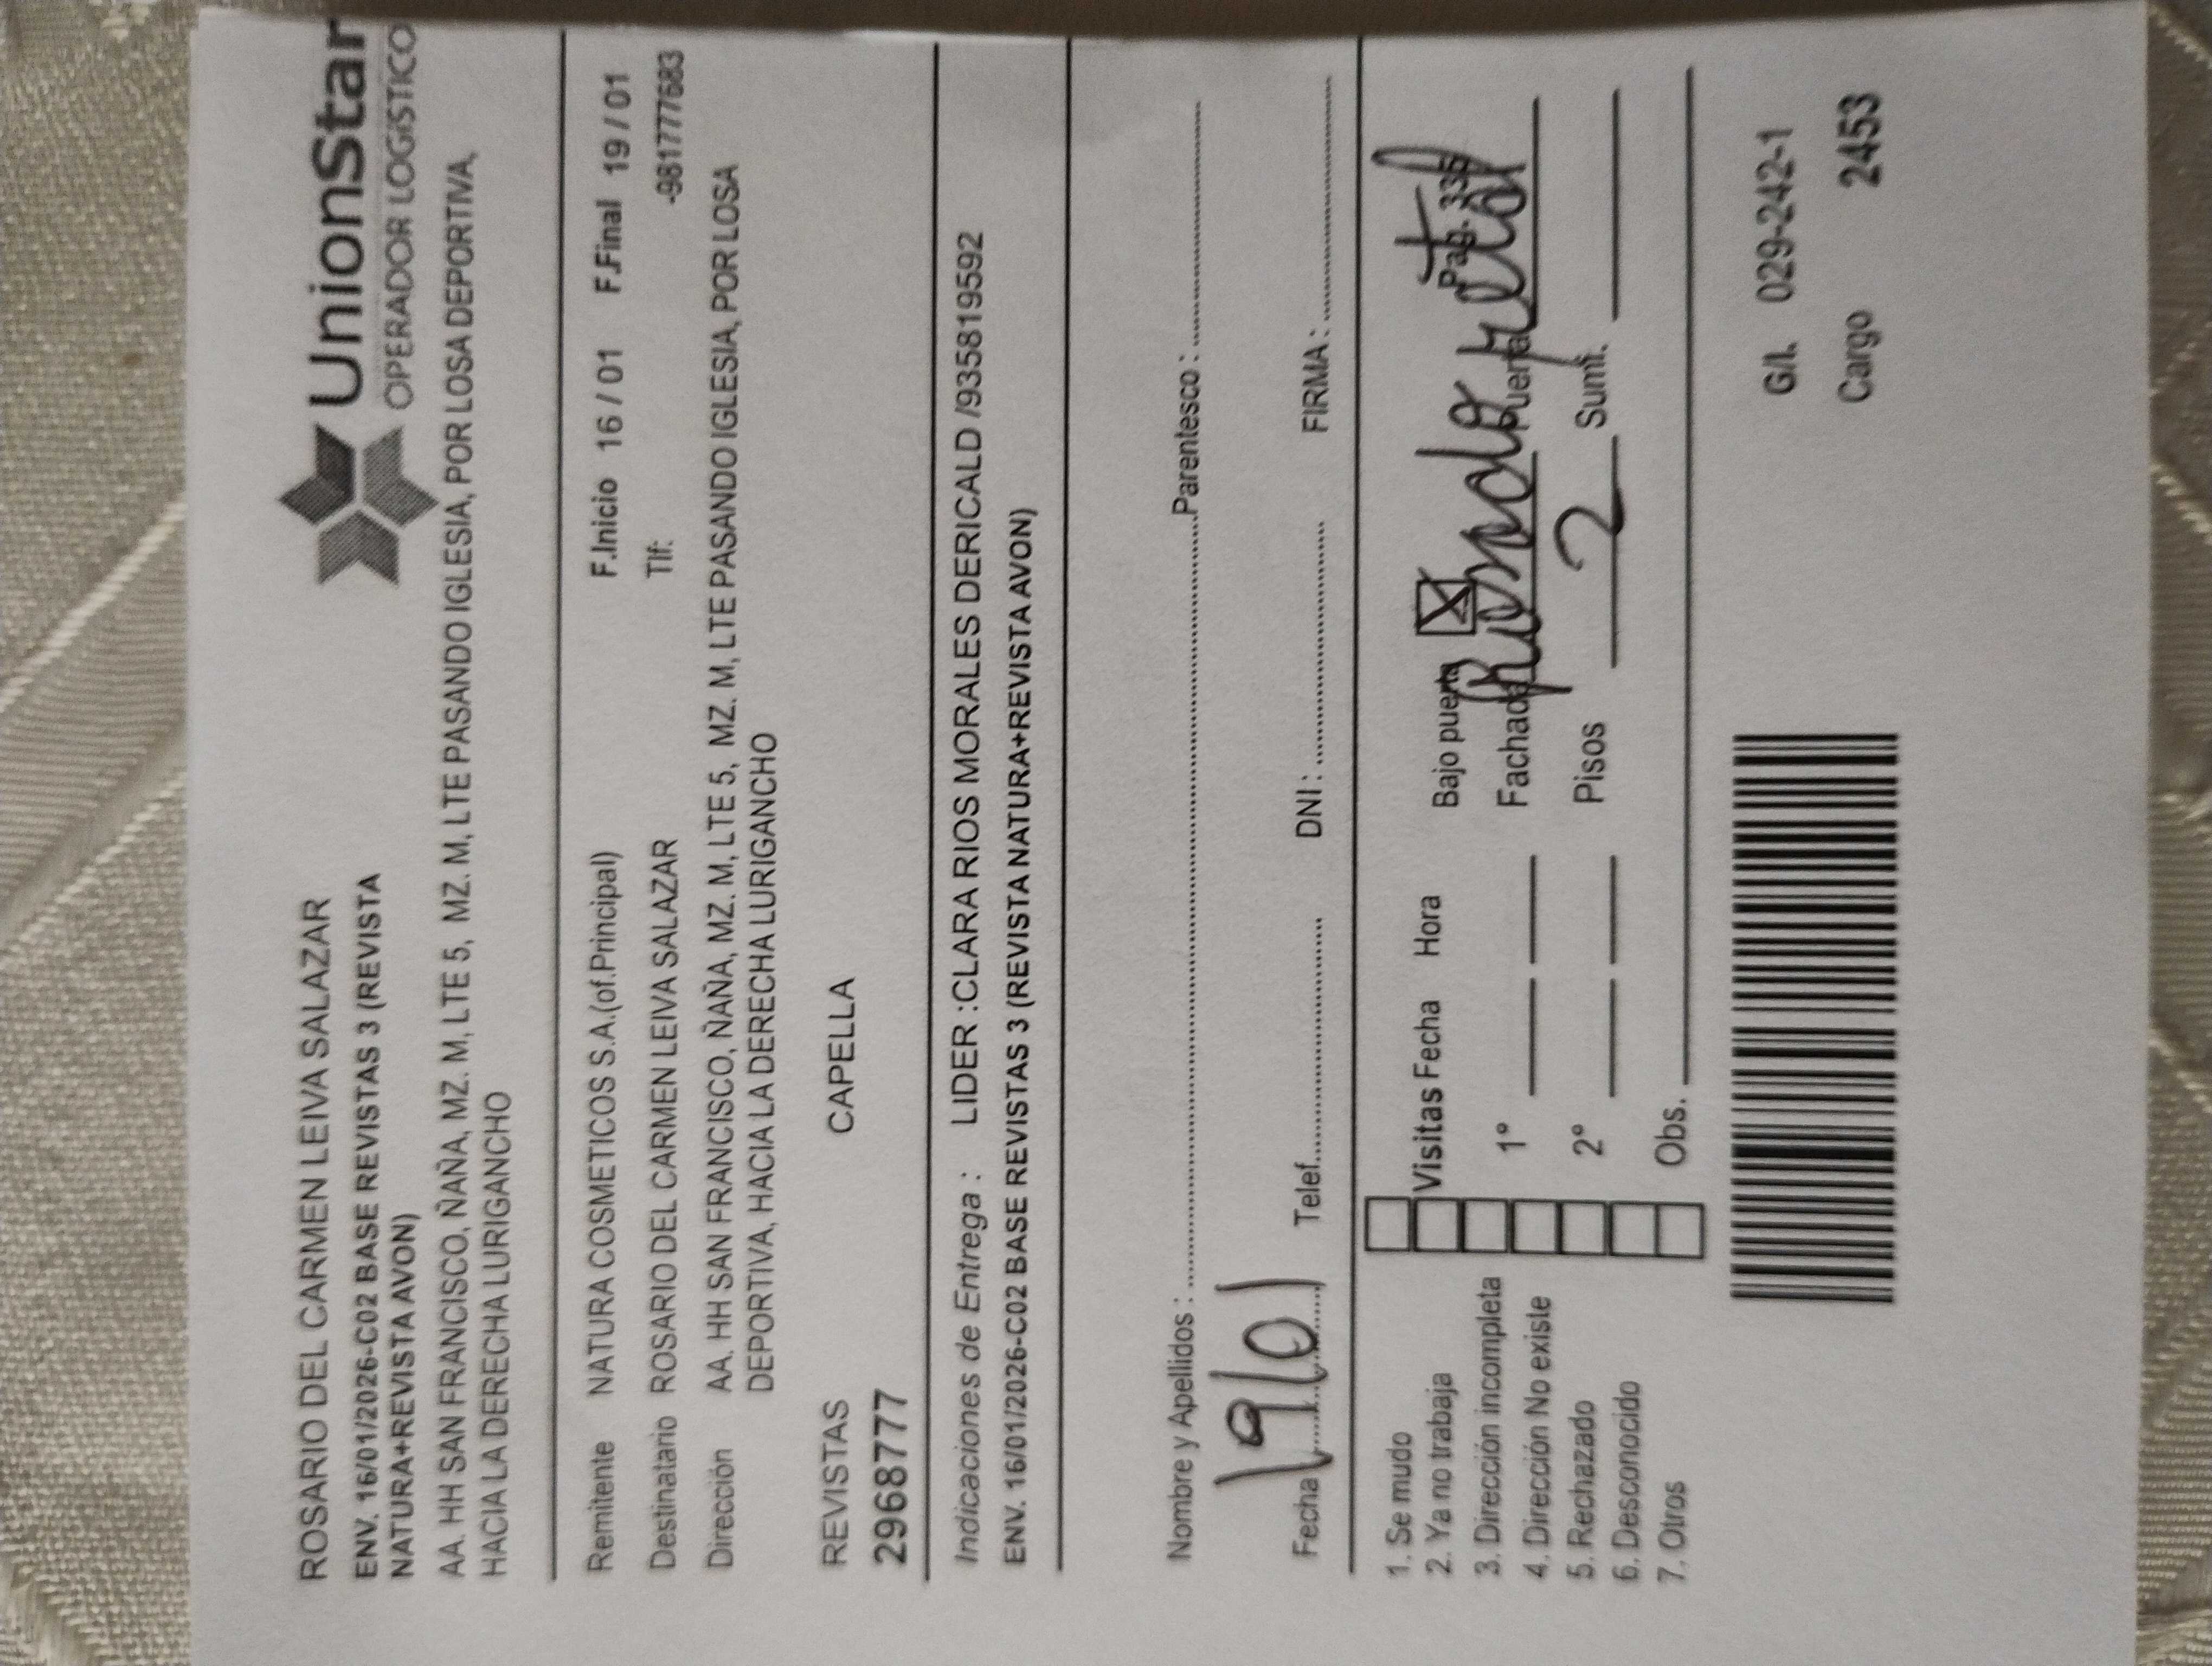 UnionStar
OPERADOR LOGíSTICO
ROSARIO DEL CARMEN LEIVA SALAZAR
ENV. 16/01/2026-C02 BASE REVISTAS 3 (REVISTA
NATURA+REVISTA AVON)
AA. HH SAN FRANCISCO, ÑAÑA, MZ. M, LTE 5, MZ. M, LTE PASANDO IGLESIA, POR LOSA DEPORTIVA,
HACIA LA DERECHA LURIGANCHO
Remitente NATURA COSMETICOS S.A.(of.Principal) F.Inicio 16 / 01 F.Final 19 / 01
Destinatario ROSARIO DEL CARMEN LEIVA SALAZAR Tlf: -981777683
Dirección AA. HH SAN FRANCISCO, ÑAÑA, MZ. M, LTE 5, MZ. M, LTE PASANDO IGLESIA, POR LOSA
DEPORTIVA, HACIA LA DERECHA LURIGANCHO
REVISTAS CAPELLA
2968777
Indicaciones de Entrega : LIDER :CLARA RIOS MORALES DERICALD /935819592
ENV. 16/01/2026-C02 BASE REVISTAS 3 (REVISTA NATURA+REVISTA AVON)
Nombre y Apellidos : Parentesco :
Fecha 19/01 Telef. DNI : FIRMA :
1. Se mudo
2. Ya no trabaja Visitas Fecha Hora Bajo puerta Pag. 335
3. Dirección incompleta
4. Dirección No existe 1° Fachada Puerta
5. Rechazado 2° Pisos 2 Sumi.
6. Desconocido
7. Otros Obs.
G/I. 029-242-1
Cargo 2453